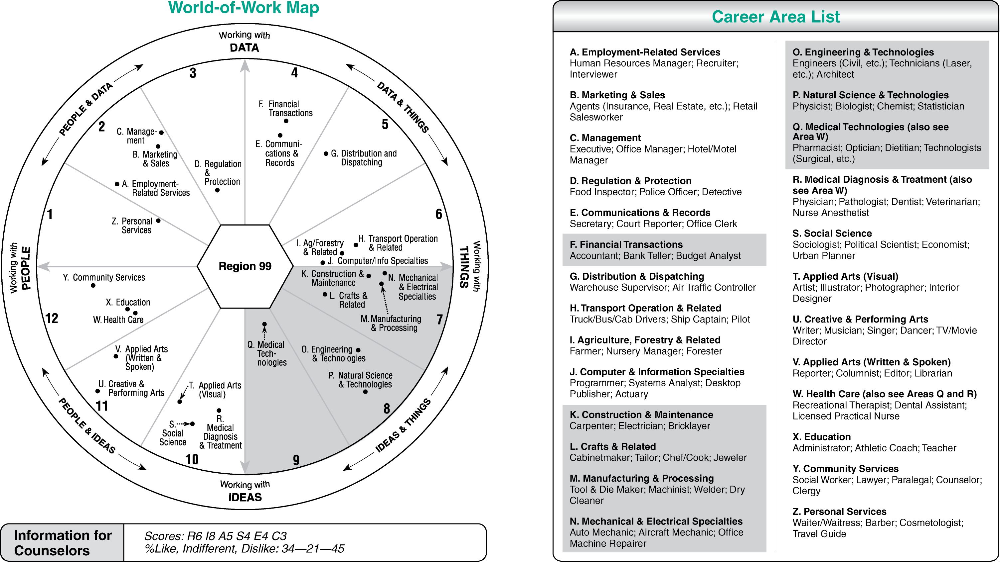 World-of-Work Map
Working with
DATA
PEOPLE & DATA
DATA & THINGS
3
4
2
5
1
6
F. Financial
Transactions
C. Manage-
ment
B. Marketing
& Sales
E. Communi-
cations &
Records
G. Distribution and
Dispatching
D. Regulation
&
Protection
A. Employment-
Related Services
Z. Personal
Services
I. Ag/Forestry
& Related
H. Transport Operation
& Related
J. Computer/Info Specialties
Working with
PEOPLE
Region 99
Working with
THINGS
Y. Community Services
K. Construction &
Maintenance
N. Mechanical
& Electrical
Specialties
L. Crafts &
Related
X. Education
W. Health Care
M. Manufacturing
& Processing
12
7
Q. Medical
Tech-
nologies
O. Engineering
& Technologies
V. Applied Arts
(Written &
Spoken)
P. Natural Science
& Technologies
U. Creative &
Performing Arts
T. Applied Arts
(Visual)
R.
Medical
Diagnosis
& Treatment
S.
Social
Science
11
8
10
9
PEOPLE & IDEAS
IDEAS & THINGS
Working with
IDEAS
Information for
Counselors
Scores: R6 I8 A5 S4 E4 C3
%Like, Indifferent, Dislike: 34—21—45
Career Area List
A. Employment-Related Services
Human Resources Manager; Recruiter;
Interviewer
B. Marketing & Sales
Agents (Insurance, Real Estate, etc.); Retail
Salesworker
C. Management
Executive; Office Manager; Hotel/Motel
Manager
D. Regulation & Protection
Food Inspector; Police Officer; Detective
E. Communications & Records
Secretary; Court Reporter; Office Clerk
F. Financial Transactions
Accountant; Bank Teller; Budget Analyst
G. Distribution & Dispatching
Warehouse Supervisor; Air Traffic Controller
H. Transport Operation & Related
Truck/Bus/Cab Drivers; Ship Captain; Pilot
I. Agriculture, Forestry & Related
Farmer; Nursery Manager; Forester
J. Computer & Information Specialties
Programmer; Systems Analyst; Desktop
Publisher; Actuary
K. Construction & Maintenance
Carpenter; Electrician; Bricklayer
L. Crafts & Related
Cabinetmaker; Tailor; Chef/Cook; Jeweler
M. Manufacturing & Processing
Tool & Die Maker; Machinist; Welder; Dry
Cleaner
N. Mechanical & Electrical Specialties
Auto Mechanic; Aircraft Mechanic; Office
Machine Repairer
O. Engineering & Technologies
Engineers (Civil, etc.); Technicians (Laser,
etc.); Architect
P. Natural Science & Technologies
Physicist; Biologist; Chemist; Statistician
Q. Medical Technologies (also see
Area W)
Pharmacist; Optician; Dietitian; Technologists
(Surgical, etc.)
R. Medical Diagnosis & Treatment (also
see Area W)
Physician; Pathologist; Dentist; Veterinarian;
Nurse Anesthetist
S. Social Science
Sociologist; Political Scientist; Economist;
Urban Planner
T. Applied Arts (Visual)
Artist; Illustrator; Photographer; Interior
Designer
U. Creative & Performing Arts
Writer; Musician; Singer; Dancer; TV/Movie
Director
V. Applied Arts (Written & Spoken)
Reporter; Columnist; Editor; Librarian
W. Health Care (also see Areas Q and R)
Recreational Therapist; Dental Assistant;
Licensed Practical Nurse
X. Education
Administrator; Athletic Coach; Teacher
Y. Community Services
Social Worker; Lawyer; Paralegal; Counselor;
Clergy
Z. Personal Services
Waiter/Waitress; Barber; Cosmetologist;
Travel Guide